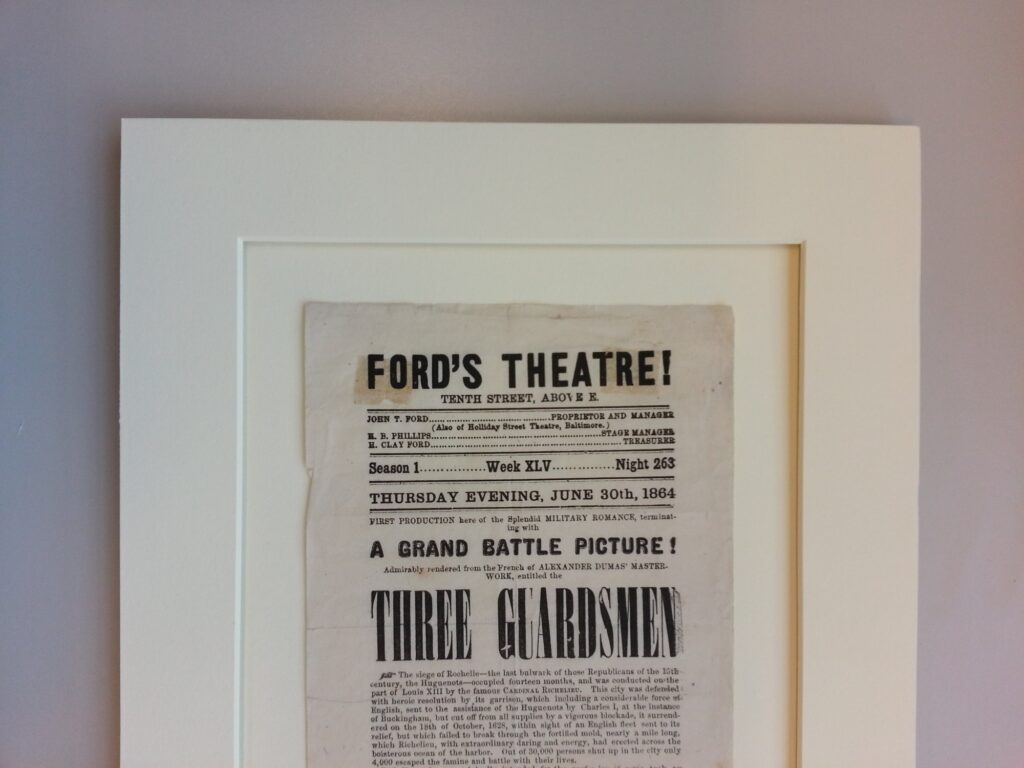 FORD'S THEATRE!
TENTH STREET, ABOVE E.
JOHN T. FORD..............................PROPRIETOR AND MANAGER
(Also of Holliday Street Theatre, Baltimore.)
H. B. PHILLIPS..........................................STAGE MANAGER
H. CLAY FORD..............................................TREASURER
Season 1...............Week XLV..............Night 263
THURSDAY EVENING, JUNE 30th, 1864
FIRST PRODUCTION here of the Splendid MILITARY ROMANCE, terminat-
ing with
A GRAND BATTLE PICTURE!
Admirably rendered from the French of ALEXANDER DUMAS' MASTER-
WORK, entitled the
THREE GUARDSMEN
The siege of Rochelle—the last bulwark of those Republicans of the
century, the Huguenots—occupied fourteen months, and was conducted on the
part of Louis XIII by the famous CARDINAL RICHELIEU. This city was defended
with heroic resolution by its garrison, which including a considerable force of
English, sent to the assistance of the Huguenots by Charles I, at the instance
of Buckingham, but cut off from all supplies by a vigorous blockade, it surrend-
ered on the 18th of October, 1628, within sight of an English fleet sent to its
relief, but which failed to break through the fortified mold, nearly a mile long,
which Richelieu, with extraordinary daring and energy, had erected across the
boisterous ocean of the harbor. Out of 30,000 persons shut up in the city only
4,000 escaped the famine and battle with their lives.